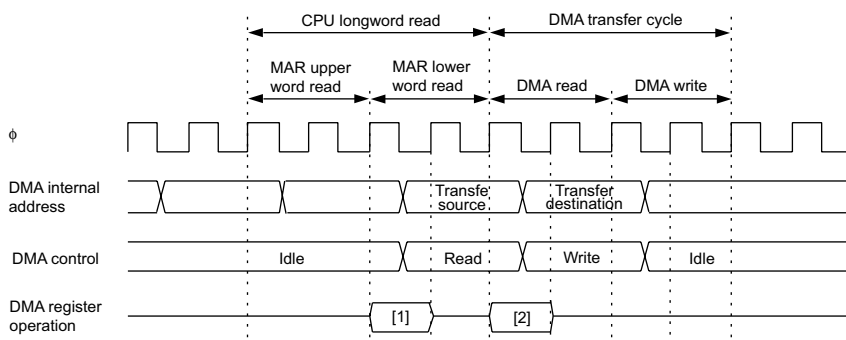 CPU longword read
DMA transfer cycle
MAR upper
word read
MAR lower
word read
DMA read
DMA write
ϕ
DMA internal
address
Transfe
source
Transfer
destination
DMA control
Idle
Read
Write
Idle
DMA register
operation
[1]
[2]